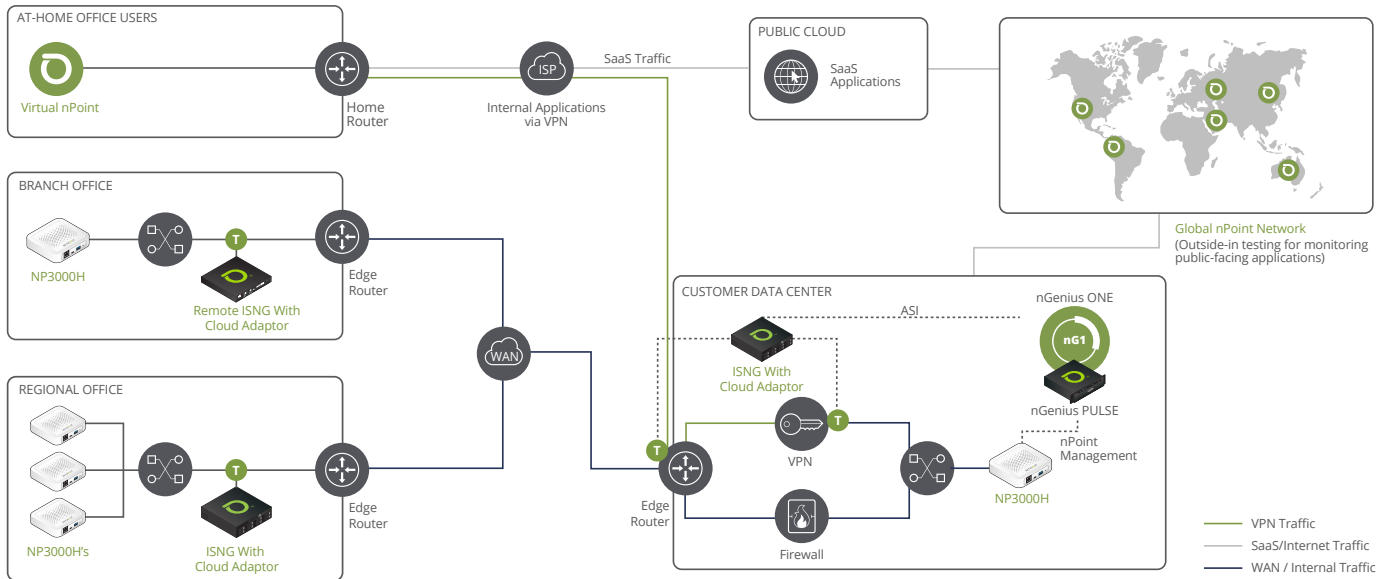 AT-HOME OFFICE USERS
Virtual nPoint
Home
Router
ISP
Internal Applications
via VPN
SaaS Traffic
PUBLIC CLOUD
SaaS
Applications
Global nPoint Network
(Outside-in testing for monitoring
public-facing applications)
BRANCH OFFICE
NP3000H
T
Remote ISNG With
Cloud Adaptor
Edge
Router
WAN
REGIONAL OFFICE
NP3000H's
T
ISNG With
Cloud Adaptor
Edge
Router
CUSTOMER DATA CENTER
ASI
nGenius ONE
nG1
nGenius PULSE
ISNG With
Cloud Adaptor
T
T
VPN
nPoint
Management
NP3000H
Edge
Router
Firewall
VPN Traffic
SaaS/Internet Traffic
WAN / Internal Traffic